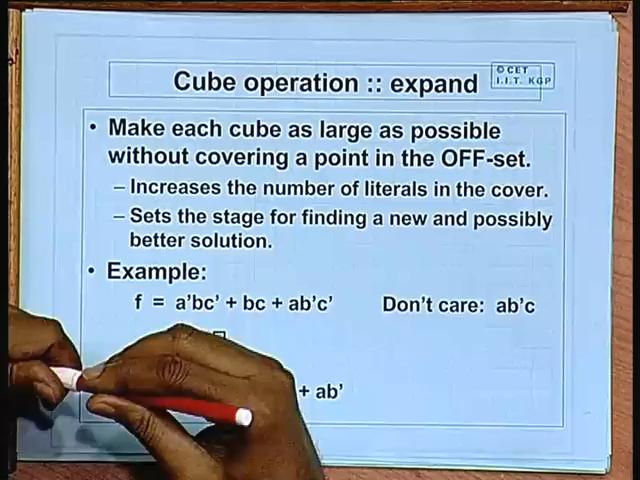 Cube operation :: expand
© CET
I.I.T. KGP
• Make each cube as large as possible
without covering a point in the OFF-set.
– Increases the number of literals in the cover.
– Sets the stage for finding a new and possibly
better solution.
• Example:
f = a'bc' + bc + ab'c' Don't care: ab'c
+ ab'